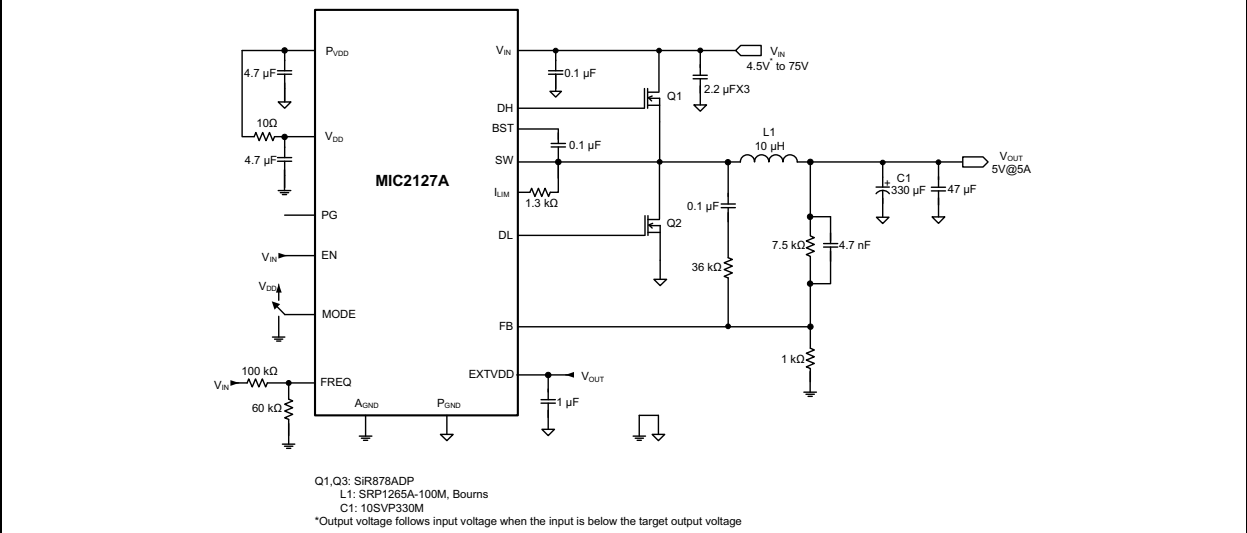 PVDD
4.7 µF
10Ω
VDD
4.7 µF
PG
VIN
EN
VDD
MODE
VIN
100 kΩ
FREQ
60 kΩ
AGND
PGND
MIC2127A
VIN
DH
BST
SW
ILIM
DL
FB
EXTVDD
0.1 µF
VIN
4.5V* to 75V
2.2 µFX3
Q1
0.1 µF
1.3 kΩ
Q2
L1
10 µH
0.1 µF
36 kΩ
7.5 kΩ
4.7 nF
1 kΩ
VOUT
5V@5A
C1
+
330 µF
47 µF
VOUT
1 µF
Q1,Q3: SiR878ADP
L1: SRP1265A-100M, Bourns
C1: 10SVP330M
*Output voltage follows input voltage when the input is below the target output voltage